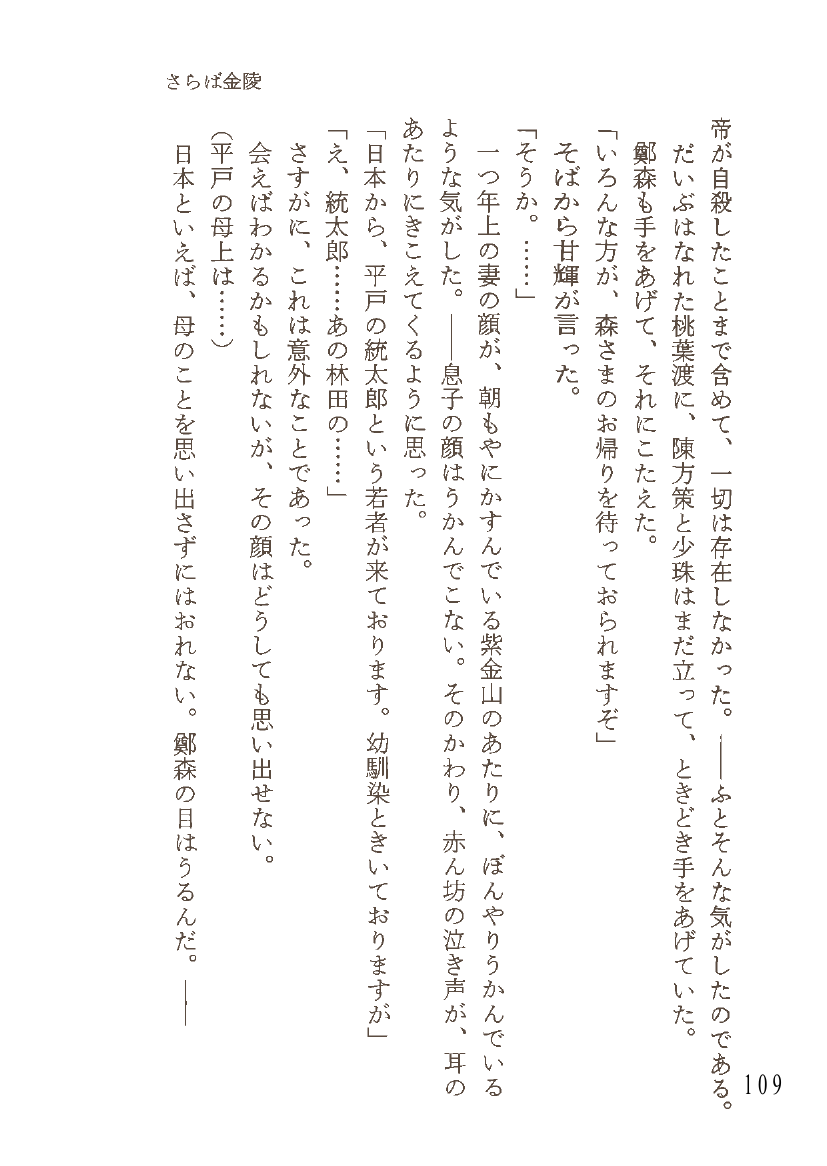 さらば金陵
帝が自殺したことまで含めて、一切は存在しなかった。――ふとそんな気がしたのである。
だいぶはなれた桃葉渡に、陳方策と少珠はまだ立って、ときどき手をあげていた。
鄭森も手をあげて、それにこたえた。
「いろんな方が、森さまのお帰りを待っておられますぞ」
そばから甘輝が言った。
「そうか。……」
一つ年上の妻の顔が、朝もやにかすんでいる紫金山のあたりに、ぼんやりうかんでいる
ような気がした。――息子の顔はうかんでこない。そのかわり、赤ん坊の泣き声が、耳の
あたりにきこえてくるように思った。
「日本から、平戸の統太郎という若者が来ております。幼馴染ときいておりますが」
「え、統太郎……あの林田の……」
さすがに、これは意外なことであった。
会えばわかるかもしれないが、その顔はどうしても思い出せない。
（平戸の母上は……）
日本といえば、母のことを思い出さずにはおれない。鄭森の目はうるんだ。――
109